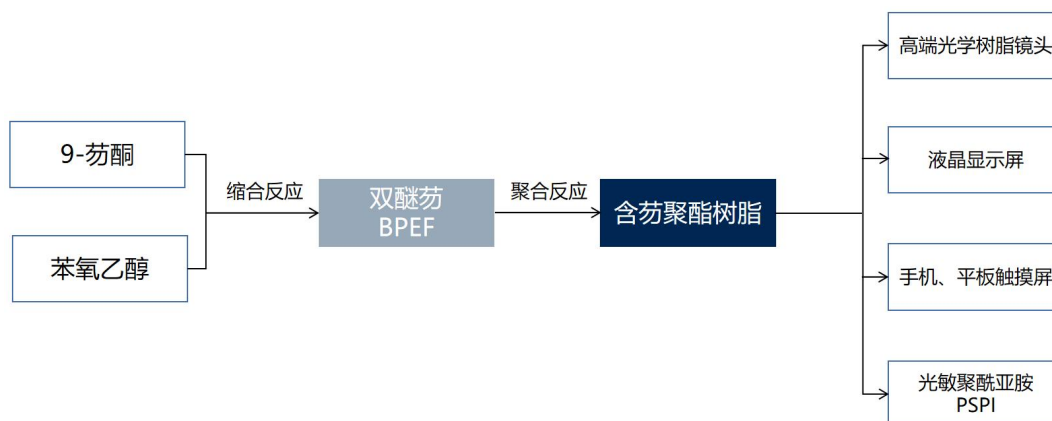 9-芴酮
苯氧乙醇
缩合反应
双醚芴
BPEF
聚合反应
含芴聚酯树脂
高端光学树脂镜头
液晶显示屏
手机、平板触摸屏
光敏聚酰亚胺
PSPI